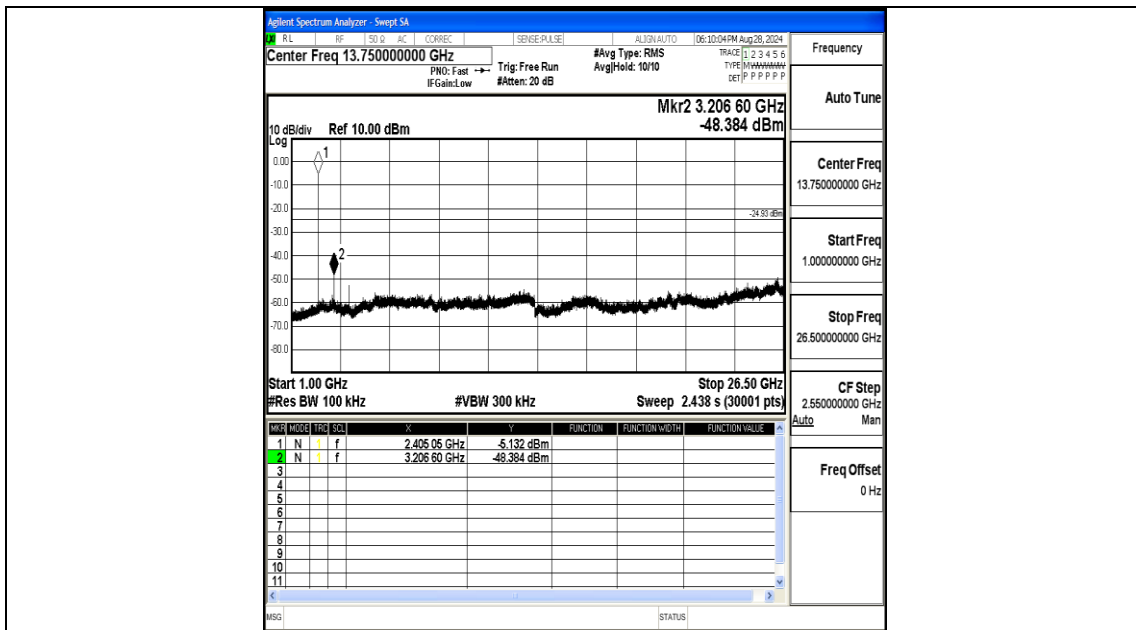 Agilent Spectrum Analyzer - Swept SA
RL RF 50 Ω AC CORREC SENSE:PULSE ALIGN AUTO 06:10:04 PM Aug 28, 2024
Center Freq 13.750000000 GHz
PNO: Fast
IFGain:Low
Trig: Free Run
#Atten: 20 dB
#Avg Type: RMS
Avg|Hold: 10/10
TRACE 1 2 3 4 5 6
TYPE M
DET P P P P P P
Mkr2 3.206 60 GHz
-48.384 dBm
10 dB/div Ref 10.00 dBm
Log
0.00
-10.0
-20.0
-30.0
-40.0
-50.0
-60.0
-70.0
-80.0
1
2
-24.93 dBm
Start 1.00 GHz Stop 26.50 GHz
#Res BW 100 kHz #VBW 300 kHz Sweep 2.438 s (30001 pts)
MKR MODE TRC SCL X Y FUNCTION FUNCTION WIDTH FUNCTION VALUE
1 N 1 f 2.405 05 GHz -5.132 dBm
2 N 1 f 3.206 60 GHz -48.384 dBm
3
4
5
6
7
8
9
10
11
MSG STATUS
Frequency
Auto Tune
Center Freq
13.750000000 GHz
Start Freq
1.000000000 GHz
Stop Freq
26.500000000 GHz
CF Step
2.550000000 GHz
Auto Man
Freq Offset
0 Hz